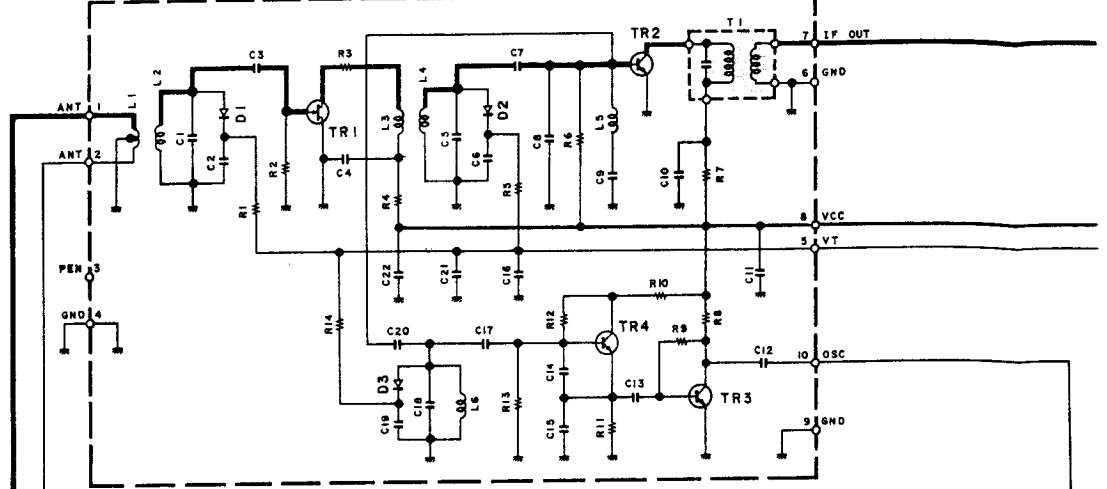 T1
TR2
7 IF OUT
C3
R3
C7
L2
L4
6 GND
ANT 1
L1
D1
D2
TR1
L3
L5
C1
C2
C5
C6
C8
R6
ANT 2
R2
C4
R5
C9
C10
R7
R1
R4
8 VCC
5 VT
PEN 3
C22
C21
C16
C11
R10
GND 4
R14
R12
TR4
R8
C20
C17
R9
C12
10 OSC
D3
C14
C18
L6
C13
R13
TR3
C19
C15
R11
9 GND